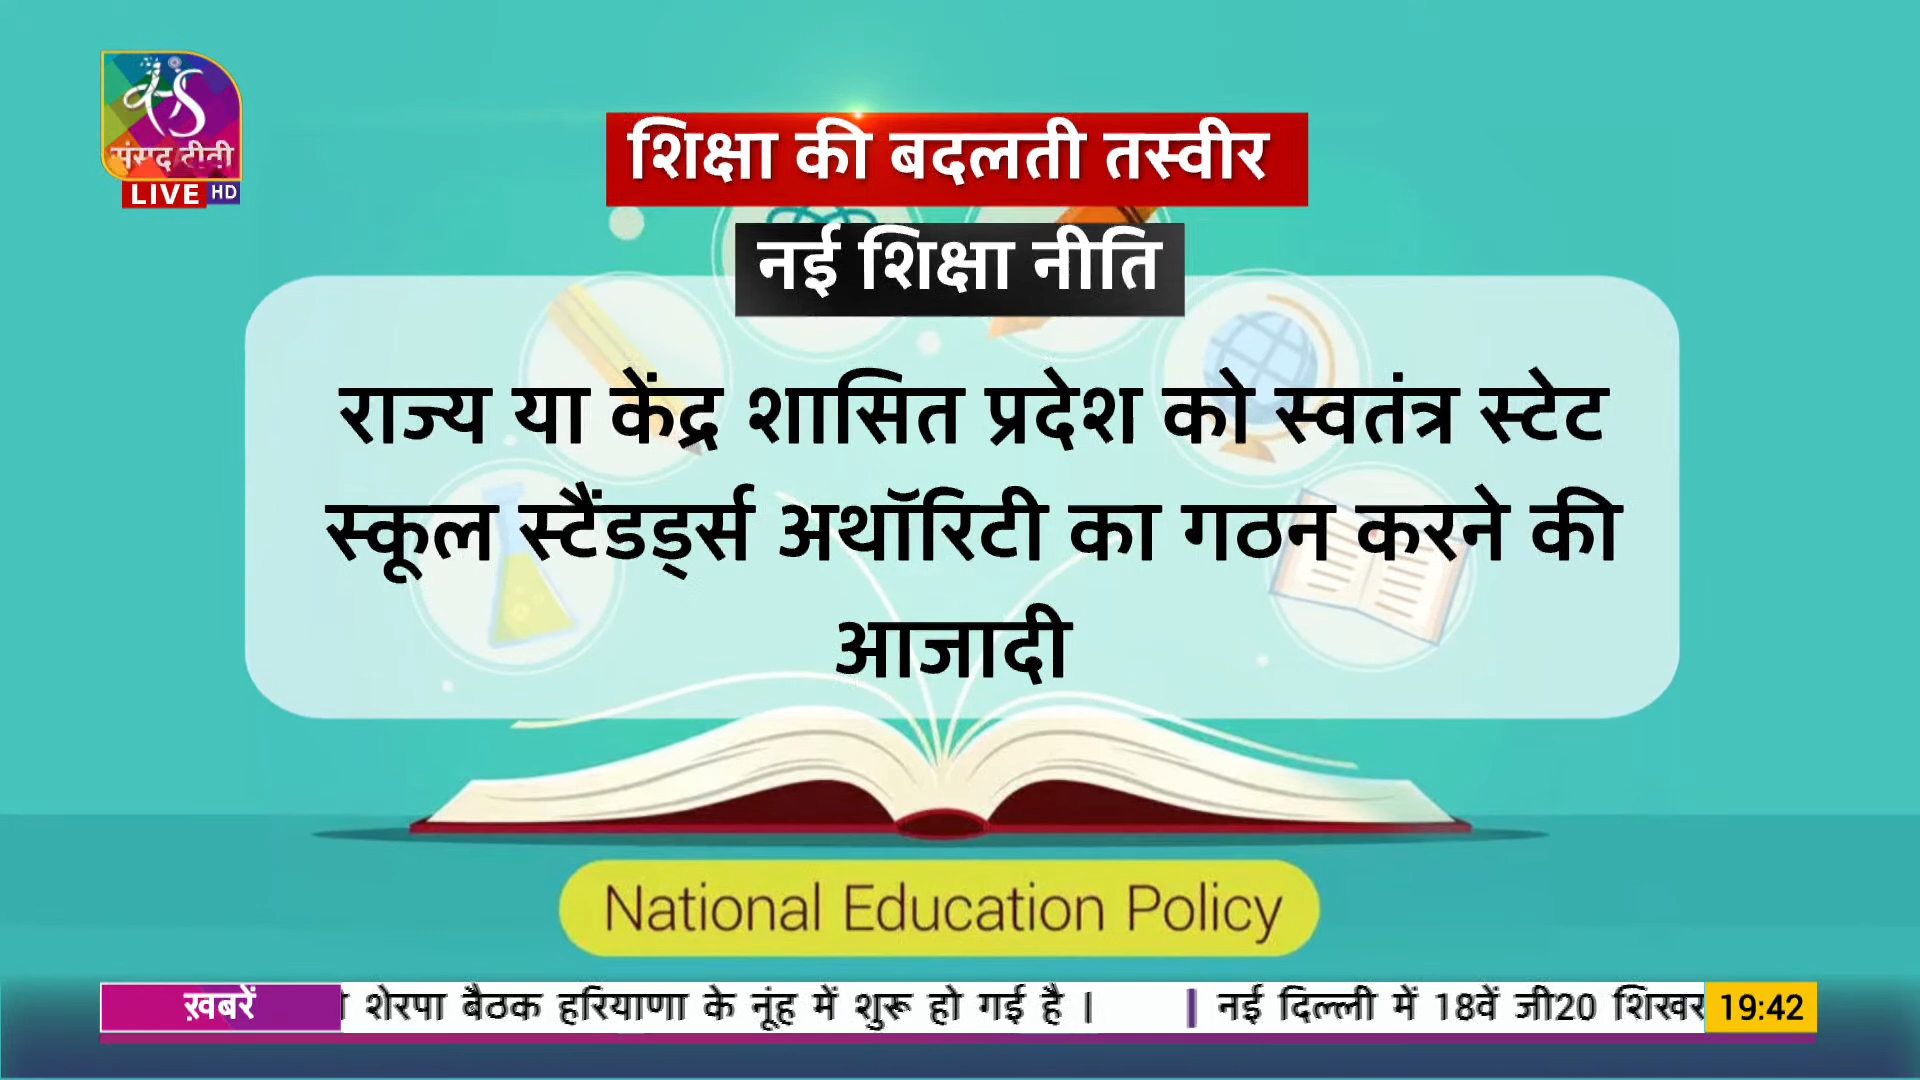 संसद टीवी
LIVE HD
शिक्षा की बदलती तस्वीर
नई शिक्षा नीति
राज्य या केंद्र शासित प्रदेश को स्वतंत्र स्टेट
स्कूल स्टैंडर्ड्स अथॉरिटी का गठन करने की
आजादी
National Education Policy
ख़बरें
शेरपा बैठक हरियाणा के नूंह में शुरू हो गई है । | नई दिल्ली में 18वें जी20 शिखर
19:42